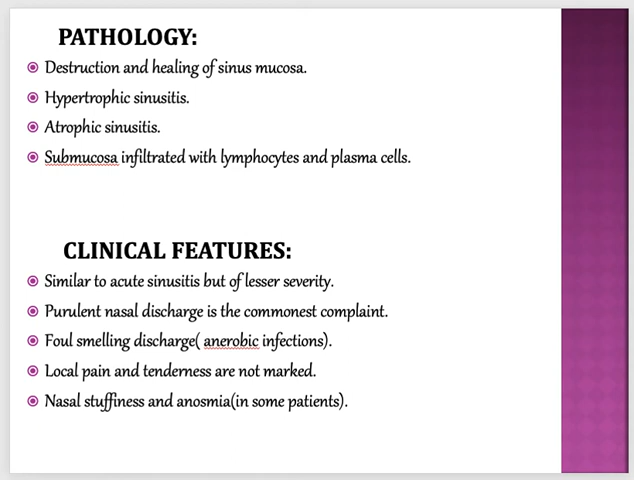 PATHOLOGY:
Destruction and healing of sinus mucosa.
Hypertrophic sinusitis.
Atrophic sinusitis.
Submucosa infiltrated with lymphocytes and plasma cells.
CLINICAL FEATURES:
Similar to acute sinusitis but of lesser severity.
Purulent nasal discharge is the commonest complaint.
Foul smelling discharge( anerobic infections).
Local pain and tenderness are not marked.
Nasal stuffiness and anosmia(in some patients).